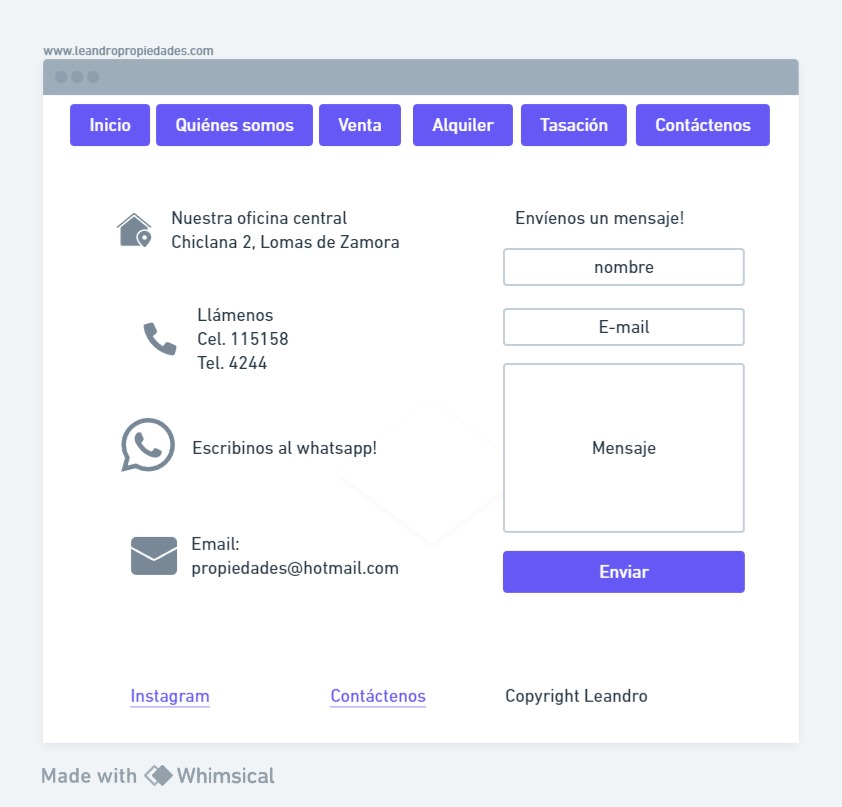 www.leandropropiedades.com
Inicio
Quiénes somos
Venta
Alquiler
Tasación
Contáctenos
Nuestra oficina central
Chiclana 2, Lomas de Zamora
Llámenos
Cel. 115158
Tel. 4244
Escribinos al whatsapp!
Email:
propiedades@hotmail.com
Envíenos un mensaje!
nombre
E-mail
Mensaje
Enviar
Instagram
Contáctenos
Copyright Leandro
Made with Whimsical